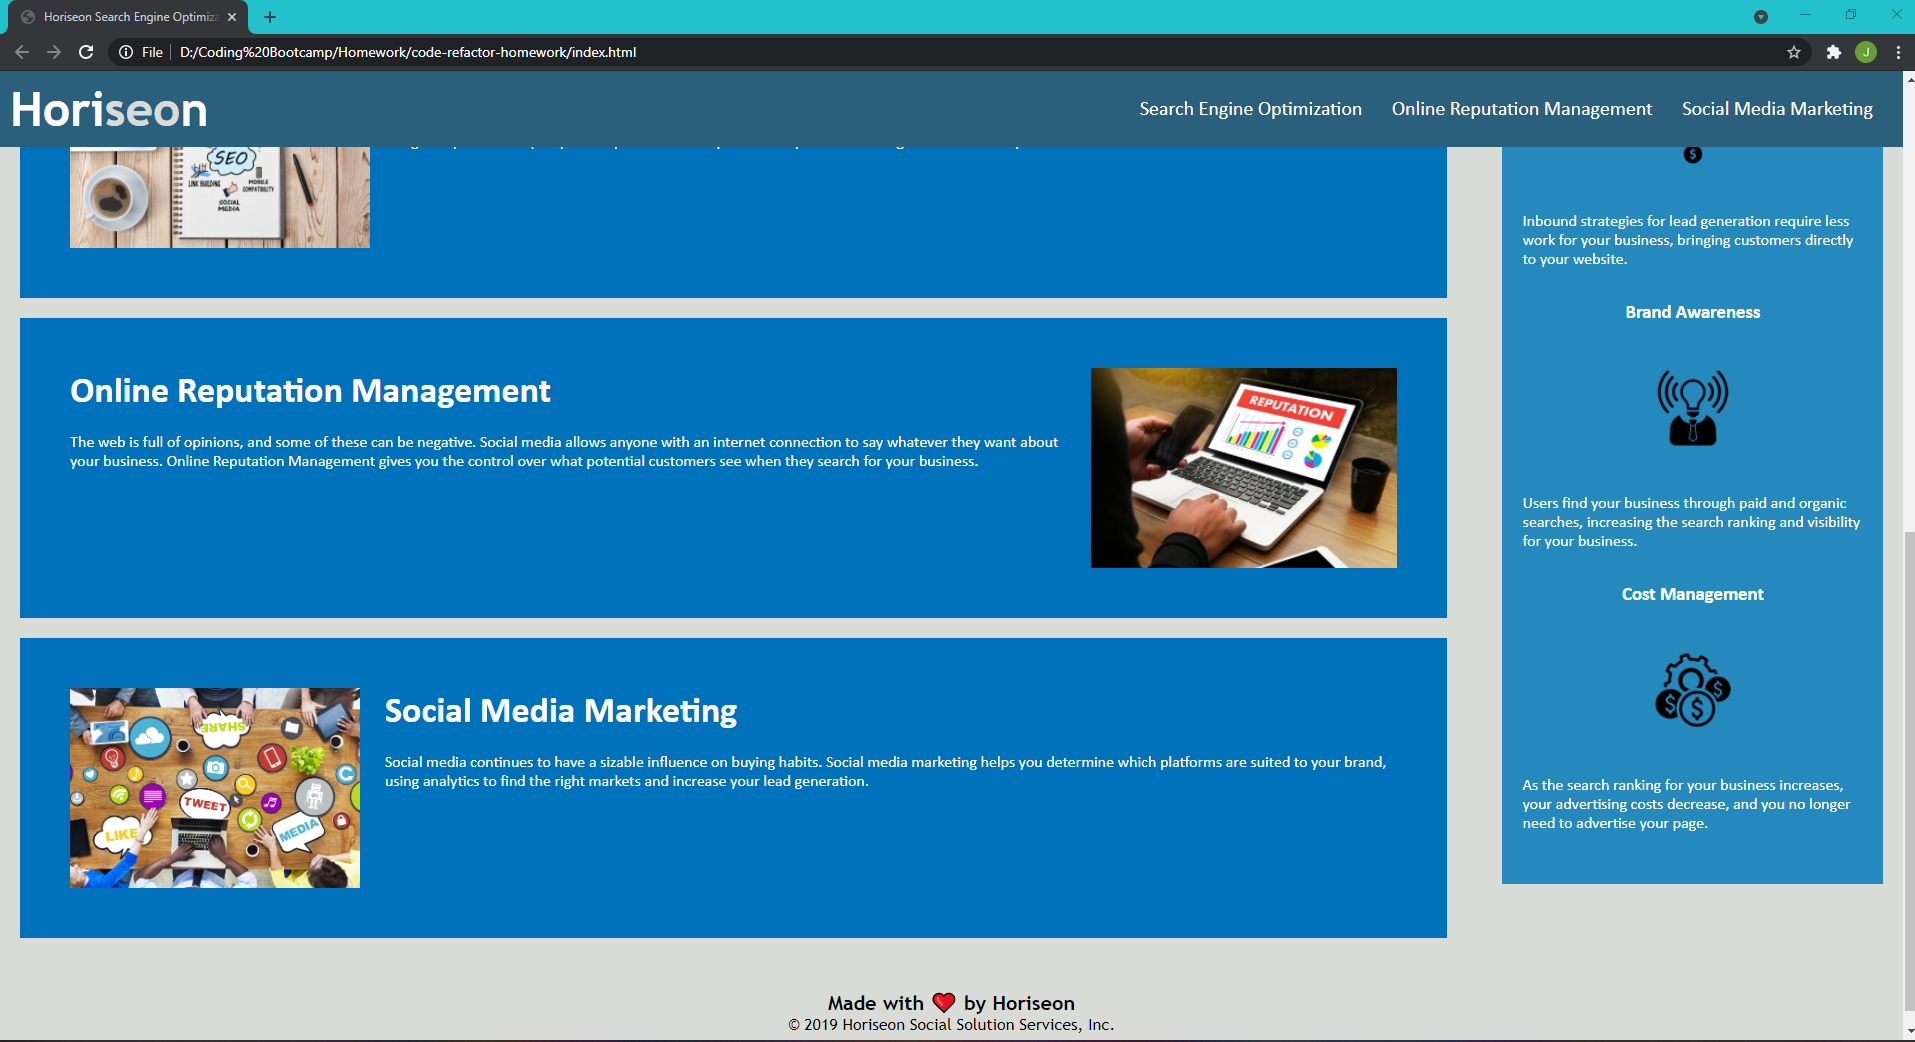 Horiseon Search Engine Optimiz
File
D:/Coding%20Bootcamp/Homework/code-refactor-homework/index.html
J
Horiseon
Search Engine Optimization
Online Reputation Management
Social Media Marketing
SEO
LINK BUILDING
MOBILE COMPATIBILITY
SOCIAL MEDIA
Inbound strategies for lead generation require less
work for your business, bringing customers directly
to your website.
Brand Awareness
Online Reputation Management
The web is full of opinions, and some of these can be negative. Social media allows anyone with an internet connection to say whatever they want about
your business. Online Reputation Management gives you the control over what potential customers see when they search for your business.
REPUTATION
Users find your business through paid and organic
searches, increasing the search ranking and visibility
for your business.
Cost Management
Social Media Marketing
Social media continues to have a sizable influence on buying habits. Social media marketing helps you determine which platforms are suited to your brand,
using analytics to find the right markets and increase your lead generation.
SHARE
TWEET
LIKE
MEDIA
As the search ranking for your business increases,
your advertising costs decrease, and you no longer
need to advertise your page.
Made with ❤ by Horiseon
© 2019 Horiseon Social Solution Services, Inc.